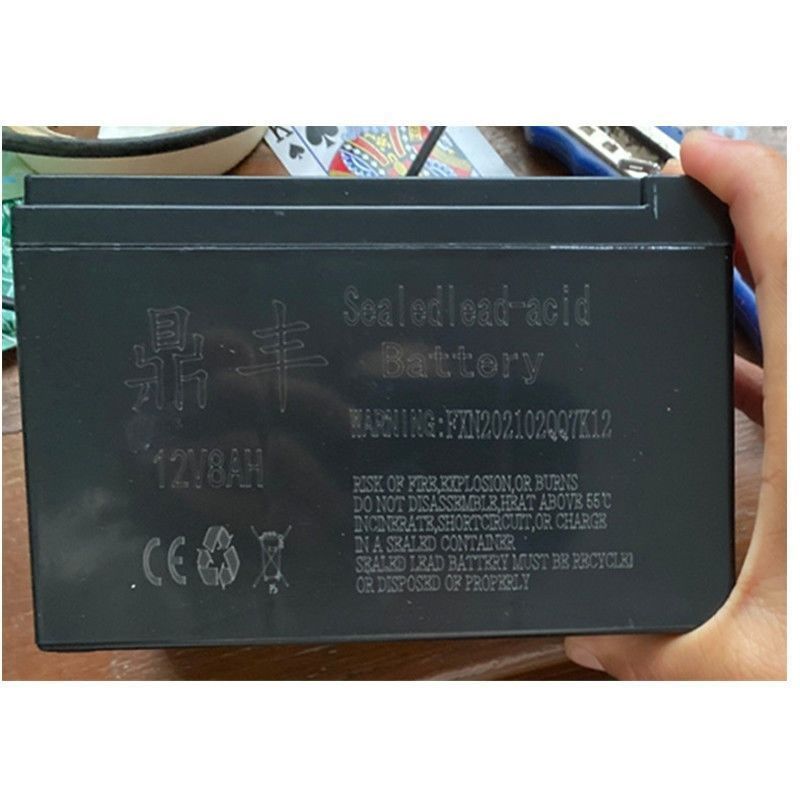 鼎丰
12V8AH
CE
Sealedlead-acid
Battery
WARNING:FXN202102QQ7K12
RISK OF FIRE,EXPLOSION,OR BURNS
DO NOT DISASSEMBLE,HEAT ABOVE 55℃
INCINERATE,SHORTCIRCUIT,OR CHARGE
IN A SEALED CONTAINER
SEALED LEAD BATTERY MUST BE RECYCLE!
OR DISPOSED OF PROPERLY
K